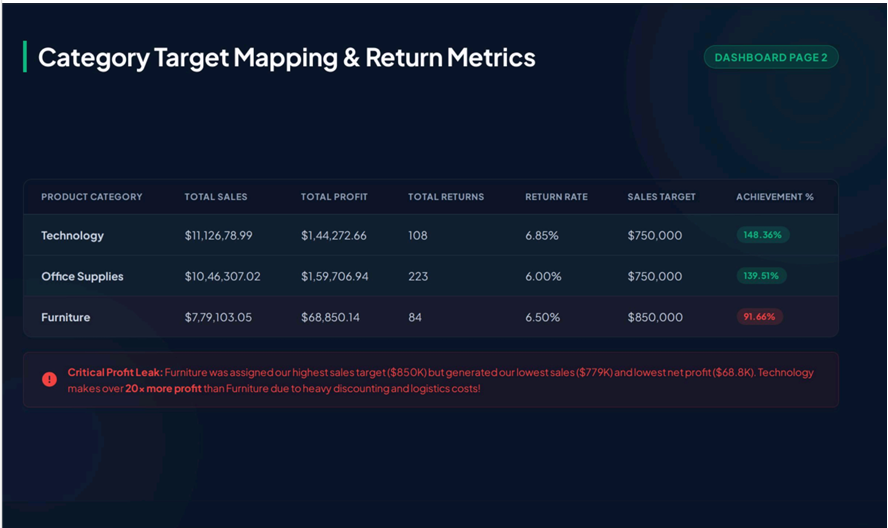 Category Target Mapping & Return Metrics
DASHBOARD PAGE 2
PRODUCT CATEGORY TOTAL SALES TOTAL PROFIT TOTAL RETURNS RETURN RATE SALES TARGET ACHIEVEMENT %
Technology $11,126,78.99 $1,44,272.66 108 6.85% $750,000 148.36%
Office Supplies $10,46,307.02 $1,59,706.94 223 6.00% $750,000 139.51%
Furniture $7,79,103.05 $68,850.14 84 6.50% $850,000 91.66%
Critical Profit Leak: Furniture was assigned our highest sales target ($850K) but generated our lowest sales ($779K) and lowest net profit ($68.8K). Technology
makes over 20x more profit than Furniture due to heavy discounting and logistics costs!